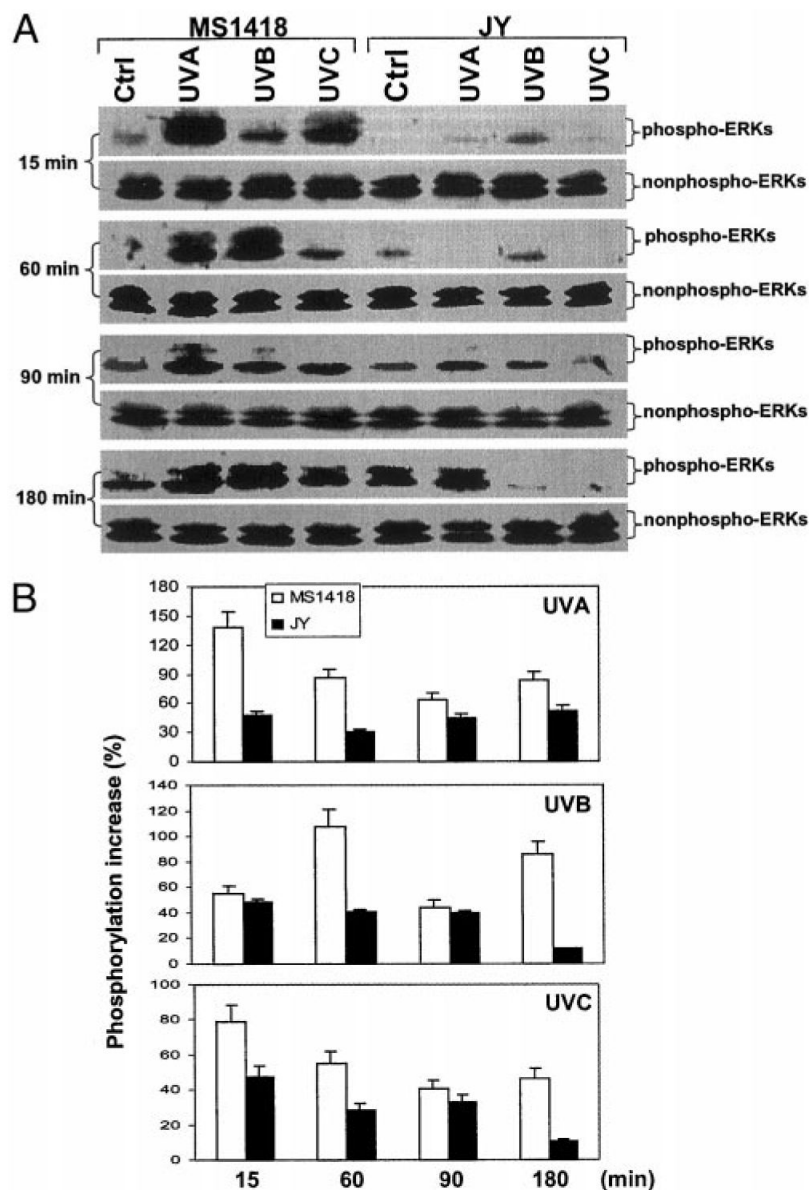 A
MS1418 JY
Ctrl UVA UVB UVC Ctrl UVA UVB UVC
15 min
phospho-ERKs
nonphospho-ERKs
60 min
phospho-ERKs
nonphospho-ERKs
90 min
phospho-ERKs
nonphospho-ERKs
180 min
phospho-ERKs
nonphospho-ERKs
B
Phosphorylation increase (%)
180
150
120
90
60
30
0
MS1418
JY
UVA
140
120
100
80
60
40
20
0
UVB
100
80
60
40
20
0
UVC
15 60 90 180 (min)